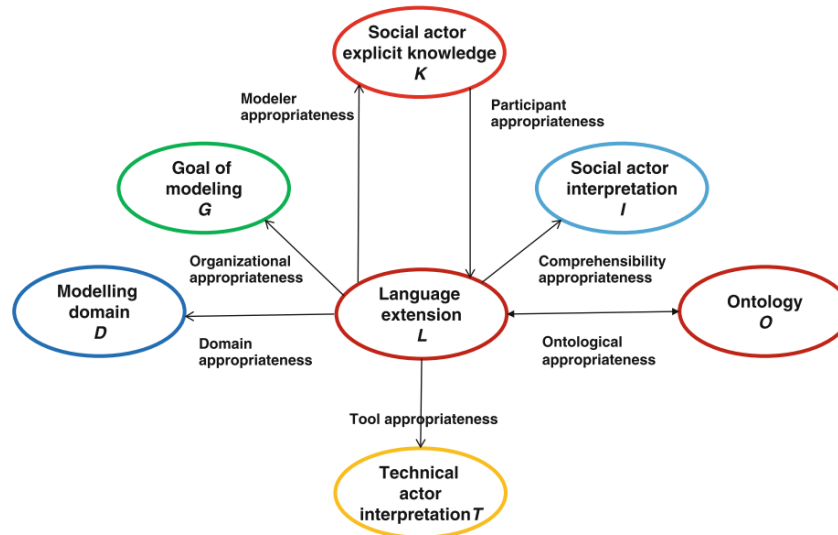 Social actor
explicit knowledge
K
Modeler
appropriateness
Participant
appropriateness
Goal of
modeling
G
Social actor
interpretation
I
Organizational
appropriateness
Comprehensibility
appropriateness
Modelling
domain
D
Language
extension
L
Ontology
O
Domain
appropriateness
Ontological
appropriateness
Tool appropriateness
Technical
actor
interpretation T